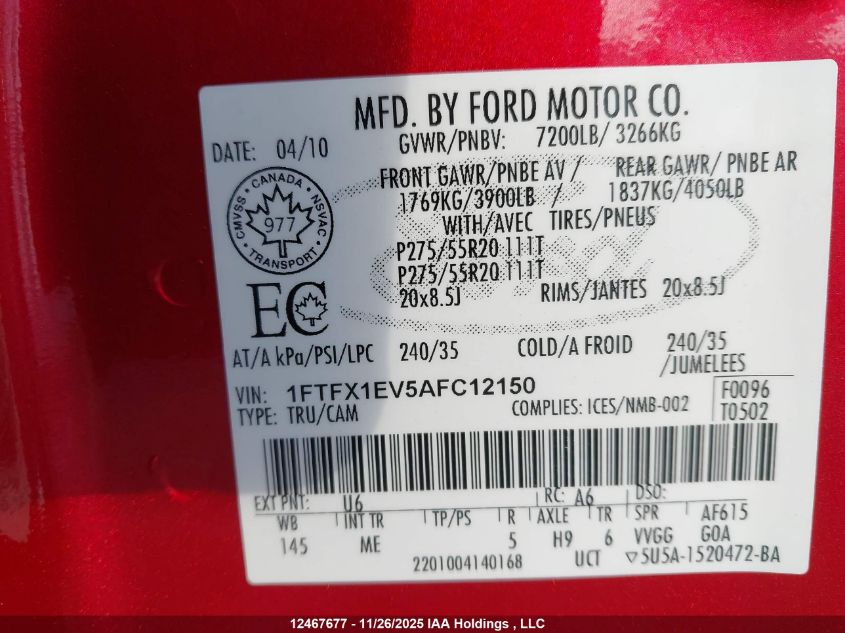 MFD. BY FORD MOTOR CO.
DATE: 04/10
GVWR/PNBV: 7200LB/ 3266KG
FRONT GAWR/PNBE AV / REAR GAWR/ PNBE AR
1769KG/3900LB / 1837KG/4050LB
WITH/AVEC TIRES/PNEUS
P275/55R20 111T
P275/55R20 111T
20x8.5J RIMS/JANTES 20x8.5J
CANADA
CMVSS NSVAC
977
TRANSPORT
EC
AT/A kPa/PSI/LPC 240/35 COLD/A FROID 240/35
/JUMELEES
VIN: 1FTFX1EV5AFC12150 F0096
TYPE: TRU/CAM COMPLIES: ICES/NMB-002 T0502
EXT PNT: U6 RC: A6 DSO:
WB INT TR TP/PS R AXLE TR SPR AF615
145 ME 5 H9 6 VVGG GOA
2201004140168 UCT 5U5A-1520472-BA
12467677 - 11/26/2025 IAA Holdings , LLC